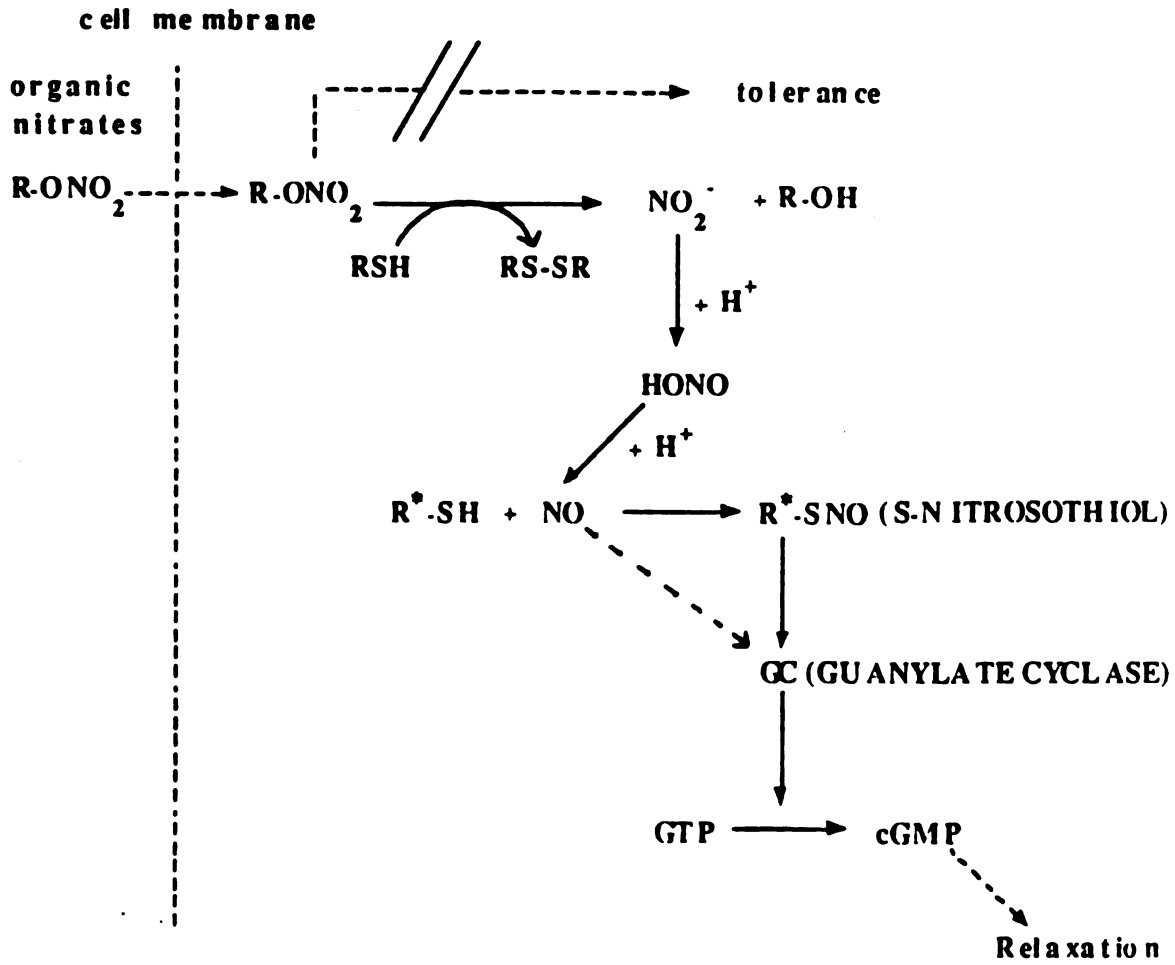 cell membrane
organic
nitrates
tolerance
R-ONO2
R-ONO2
NO2- + R-OH
RSH
RS-SR
+ H+
HONO
+ H+
R*-SH + NO
R*-SNO (S-NITROSOTHIOL)
GC (GUANYLATE CYCLASE)
GTP
cGMP
Relaxation